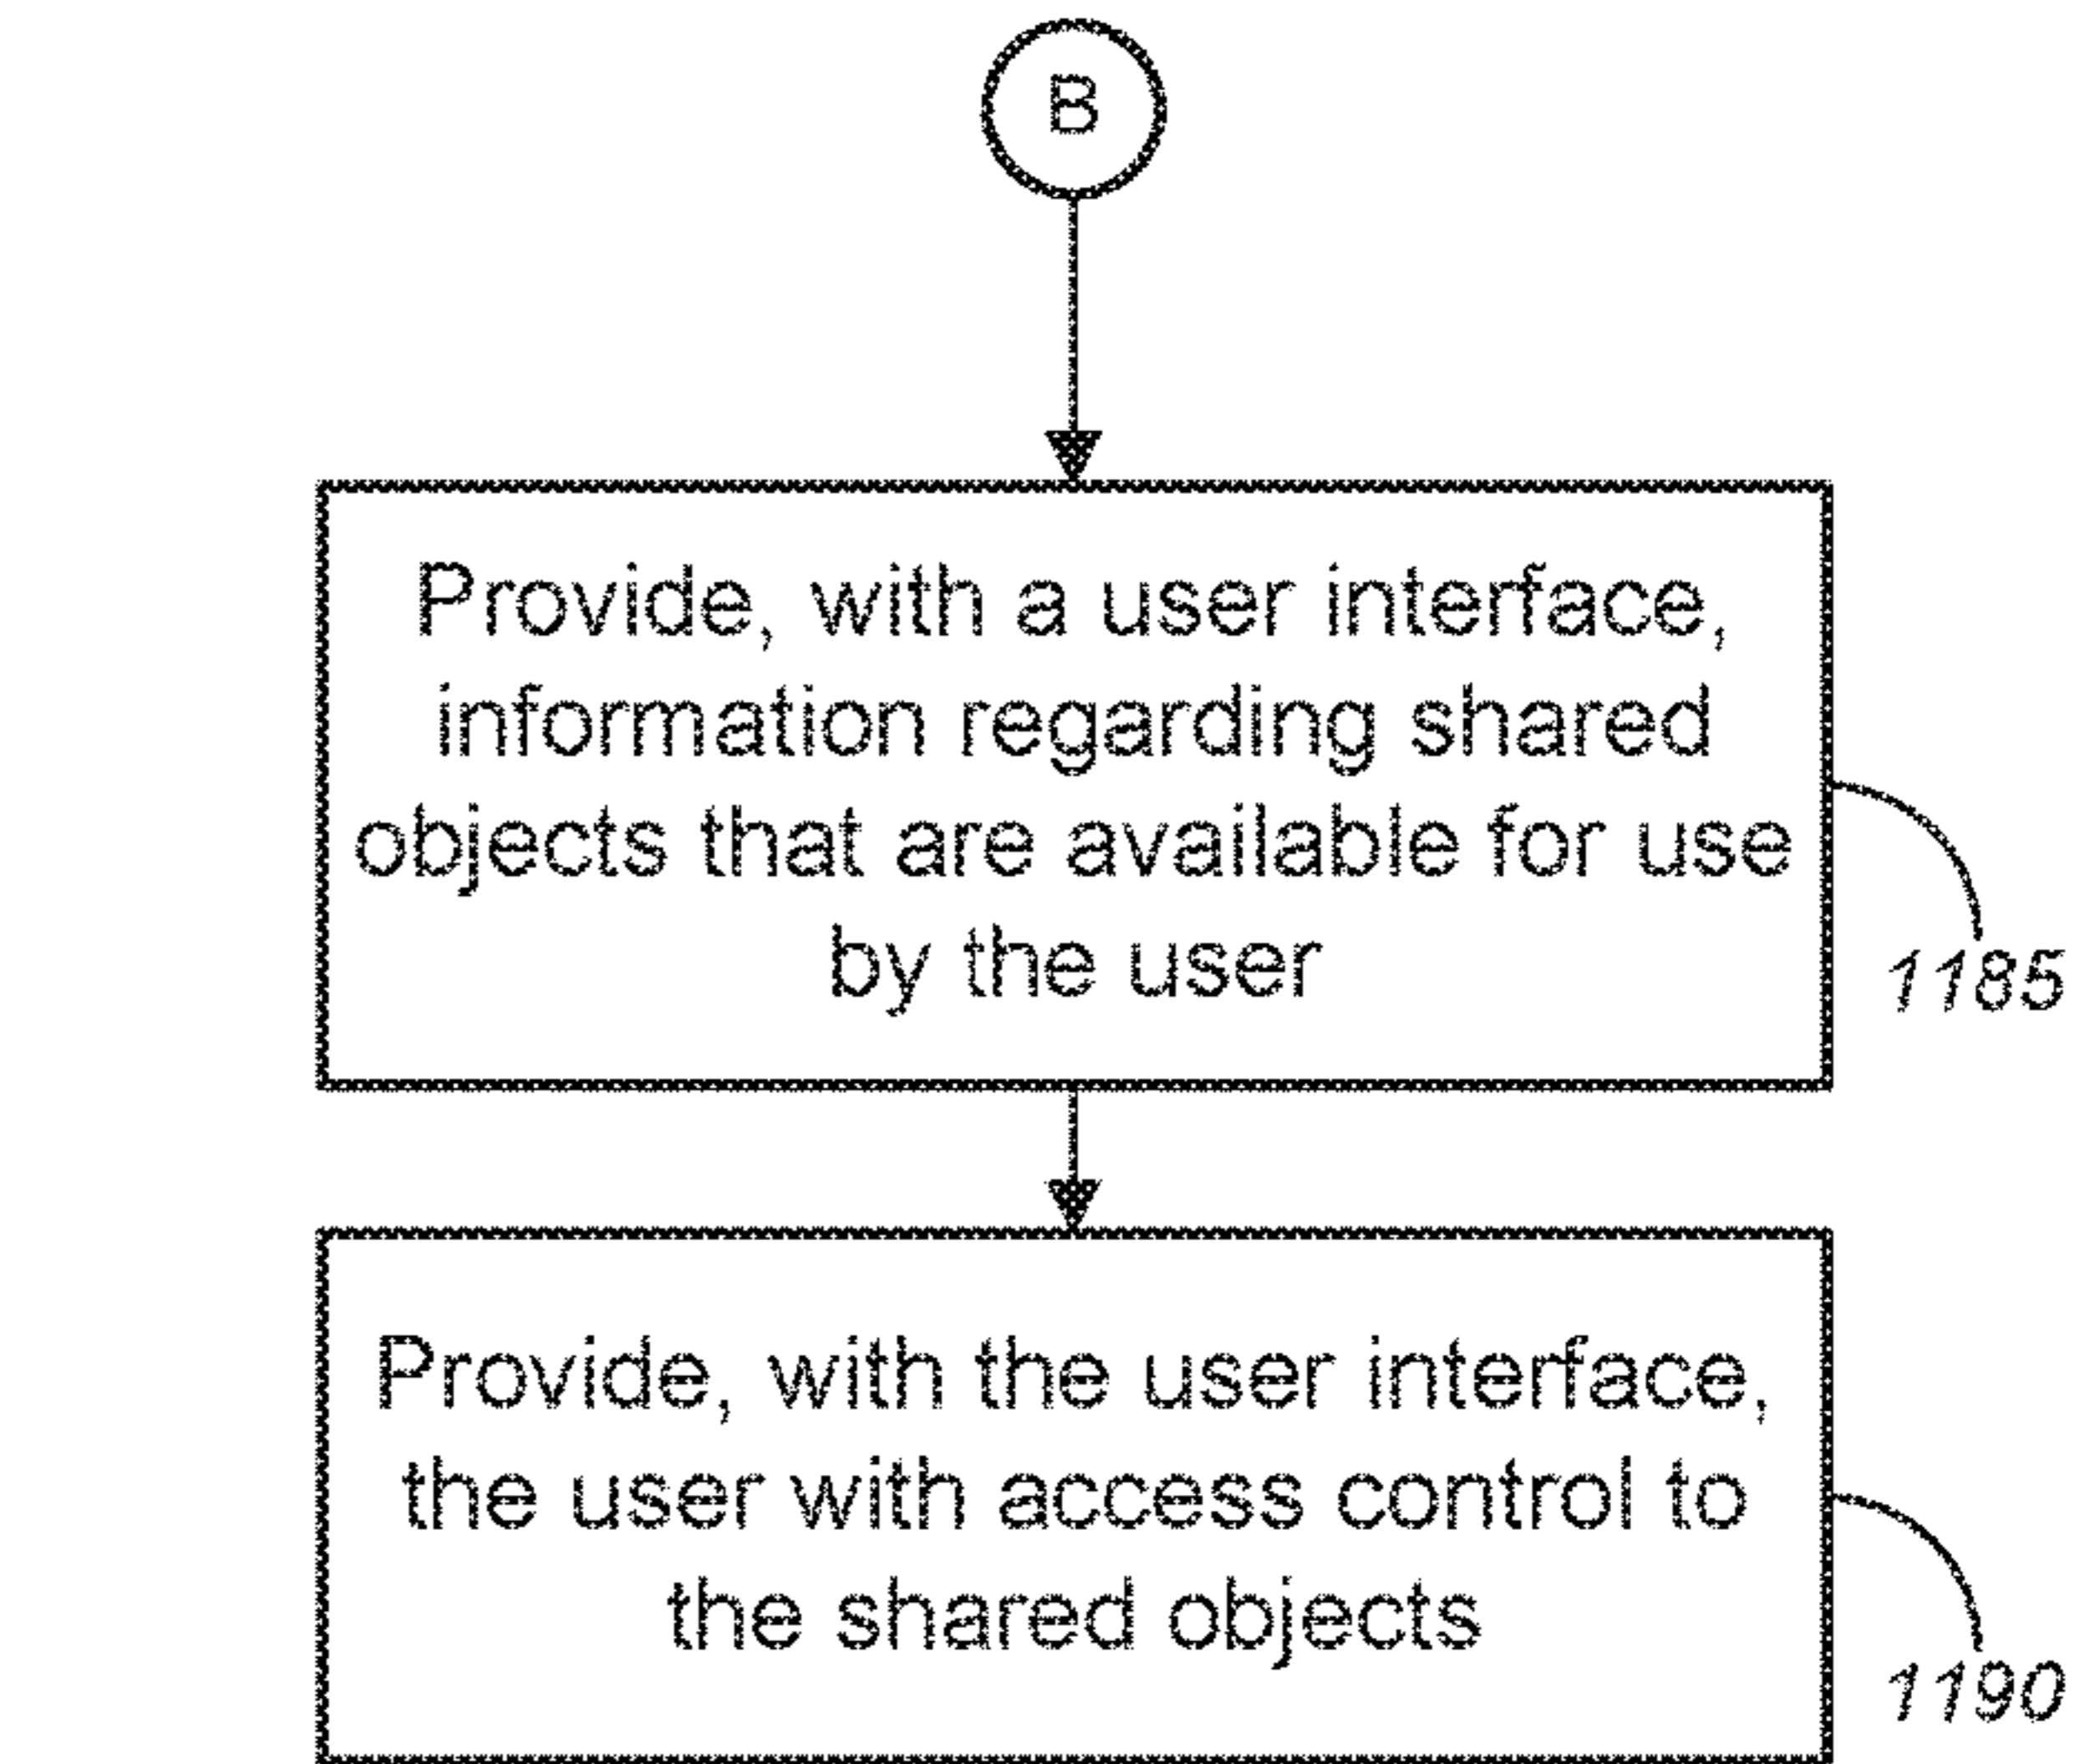 B
Provide, with a user interface,
information regarding shared
objects that are available for use
by the user
1185
Provide, with the user interface,
the user with access control to
the shared objects
1190